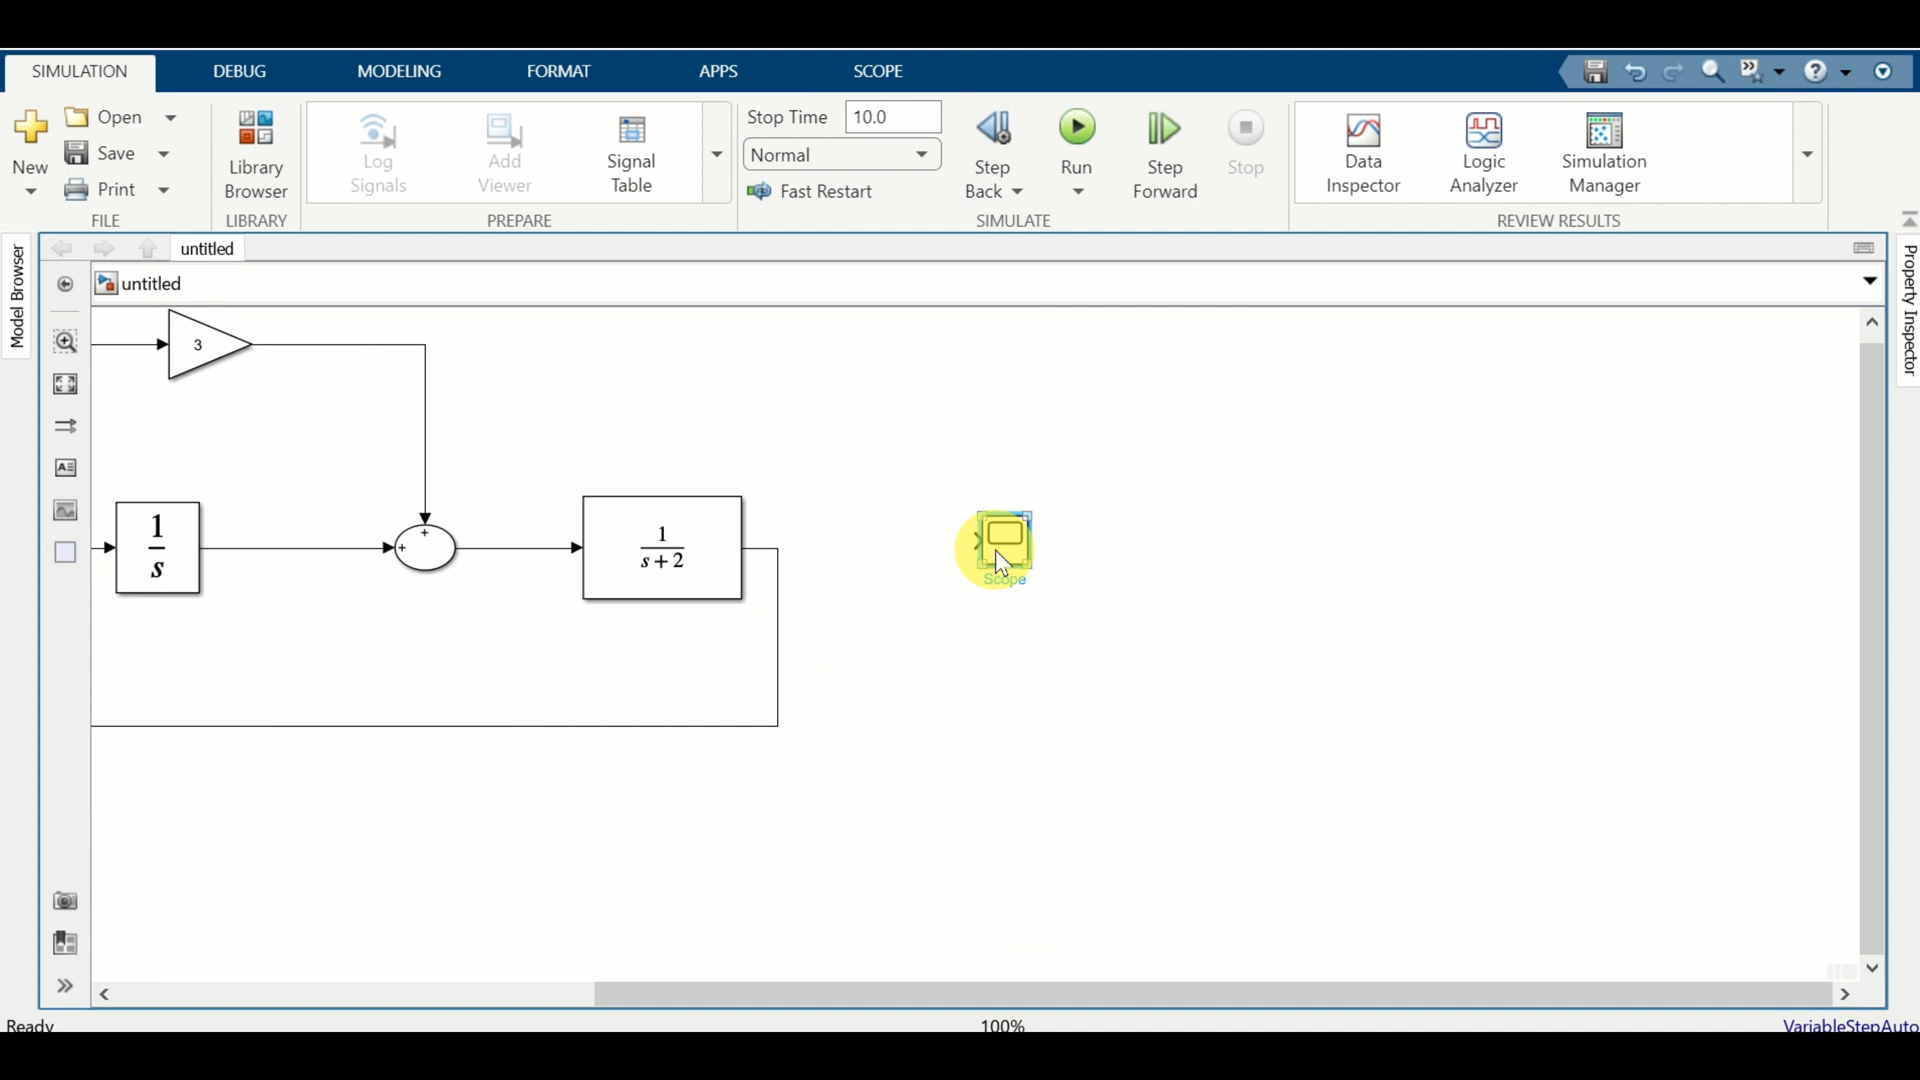 SIMULATION DEBUG MODELING FORMAT APPS SCOPE
New
Open
Save
Print
FILE
Library
Browser
LIBRARY
Log
Signals
Add
Viewer
Signal
Table
PREPARE
Stop Time 10.0
Normal
Fast Restart
Step
Back
Run
Step
Forward
Stop
SIMULATE
Data
Inspector
Logic
Analyzer
Simulation
Manager
REVIEW RESULTS
Model Browser
untitled
untitled
Property Inspector
3
1
s
+
+
1
s + 2
Scope
Ready
100%
VariableStepAuto